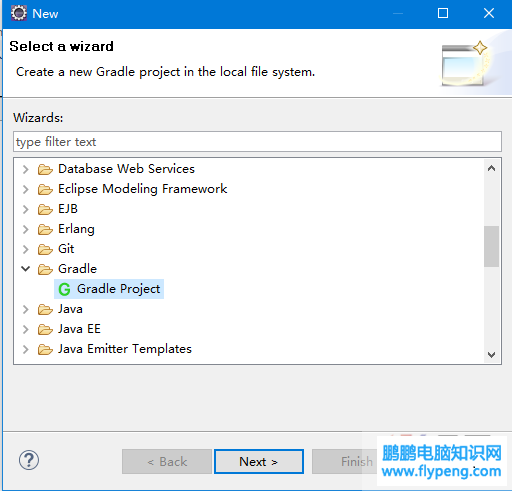 New
Select a wizard
Create a new Gradle project in the local file system.
Wizards:
type filter text
Database Web Services
Eclipse Modeling Framework
EJB
Erlang
Git
Gradle
G Gradle Project
Java
Java EE
Java Emitter Templates
? < Back Next > Finish
鹏鹏电脑知识网
www.flypeng.com